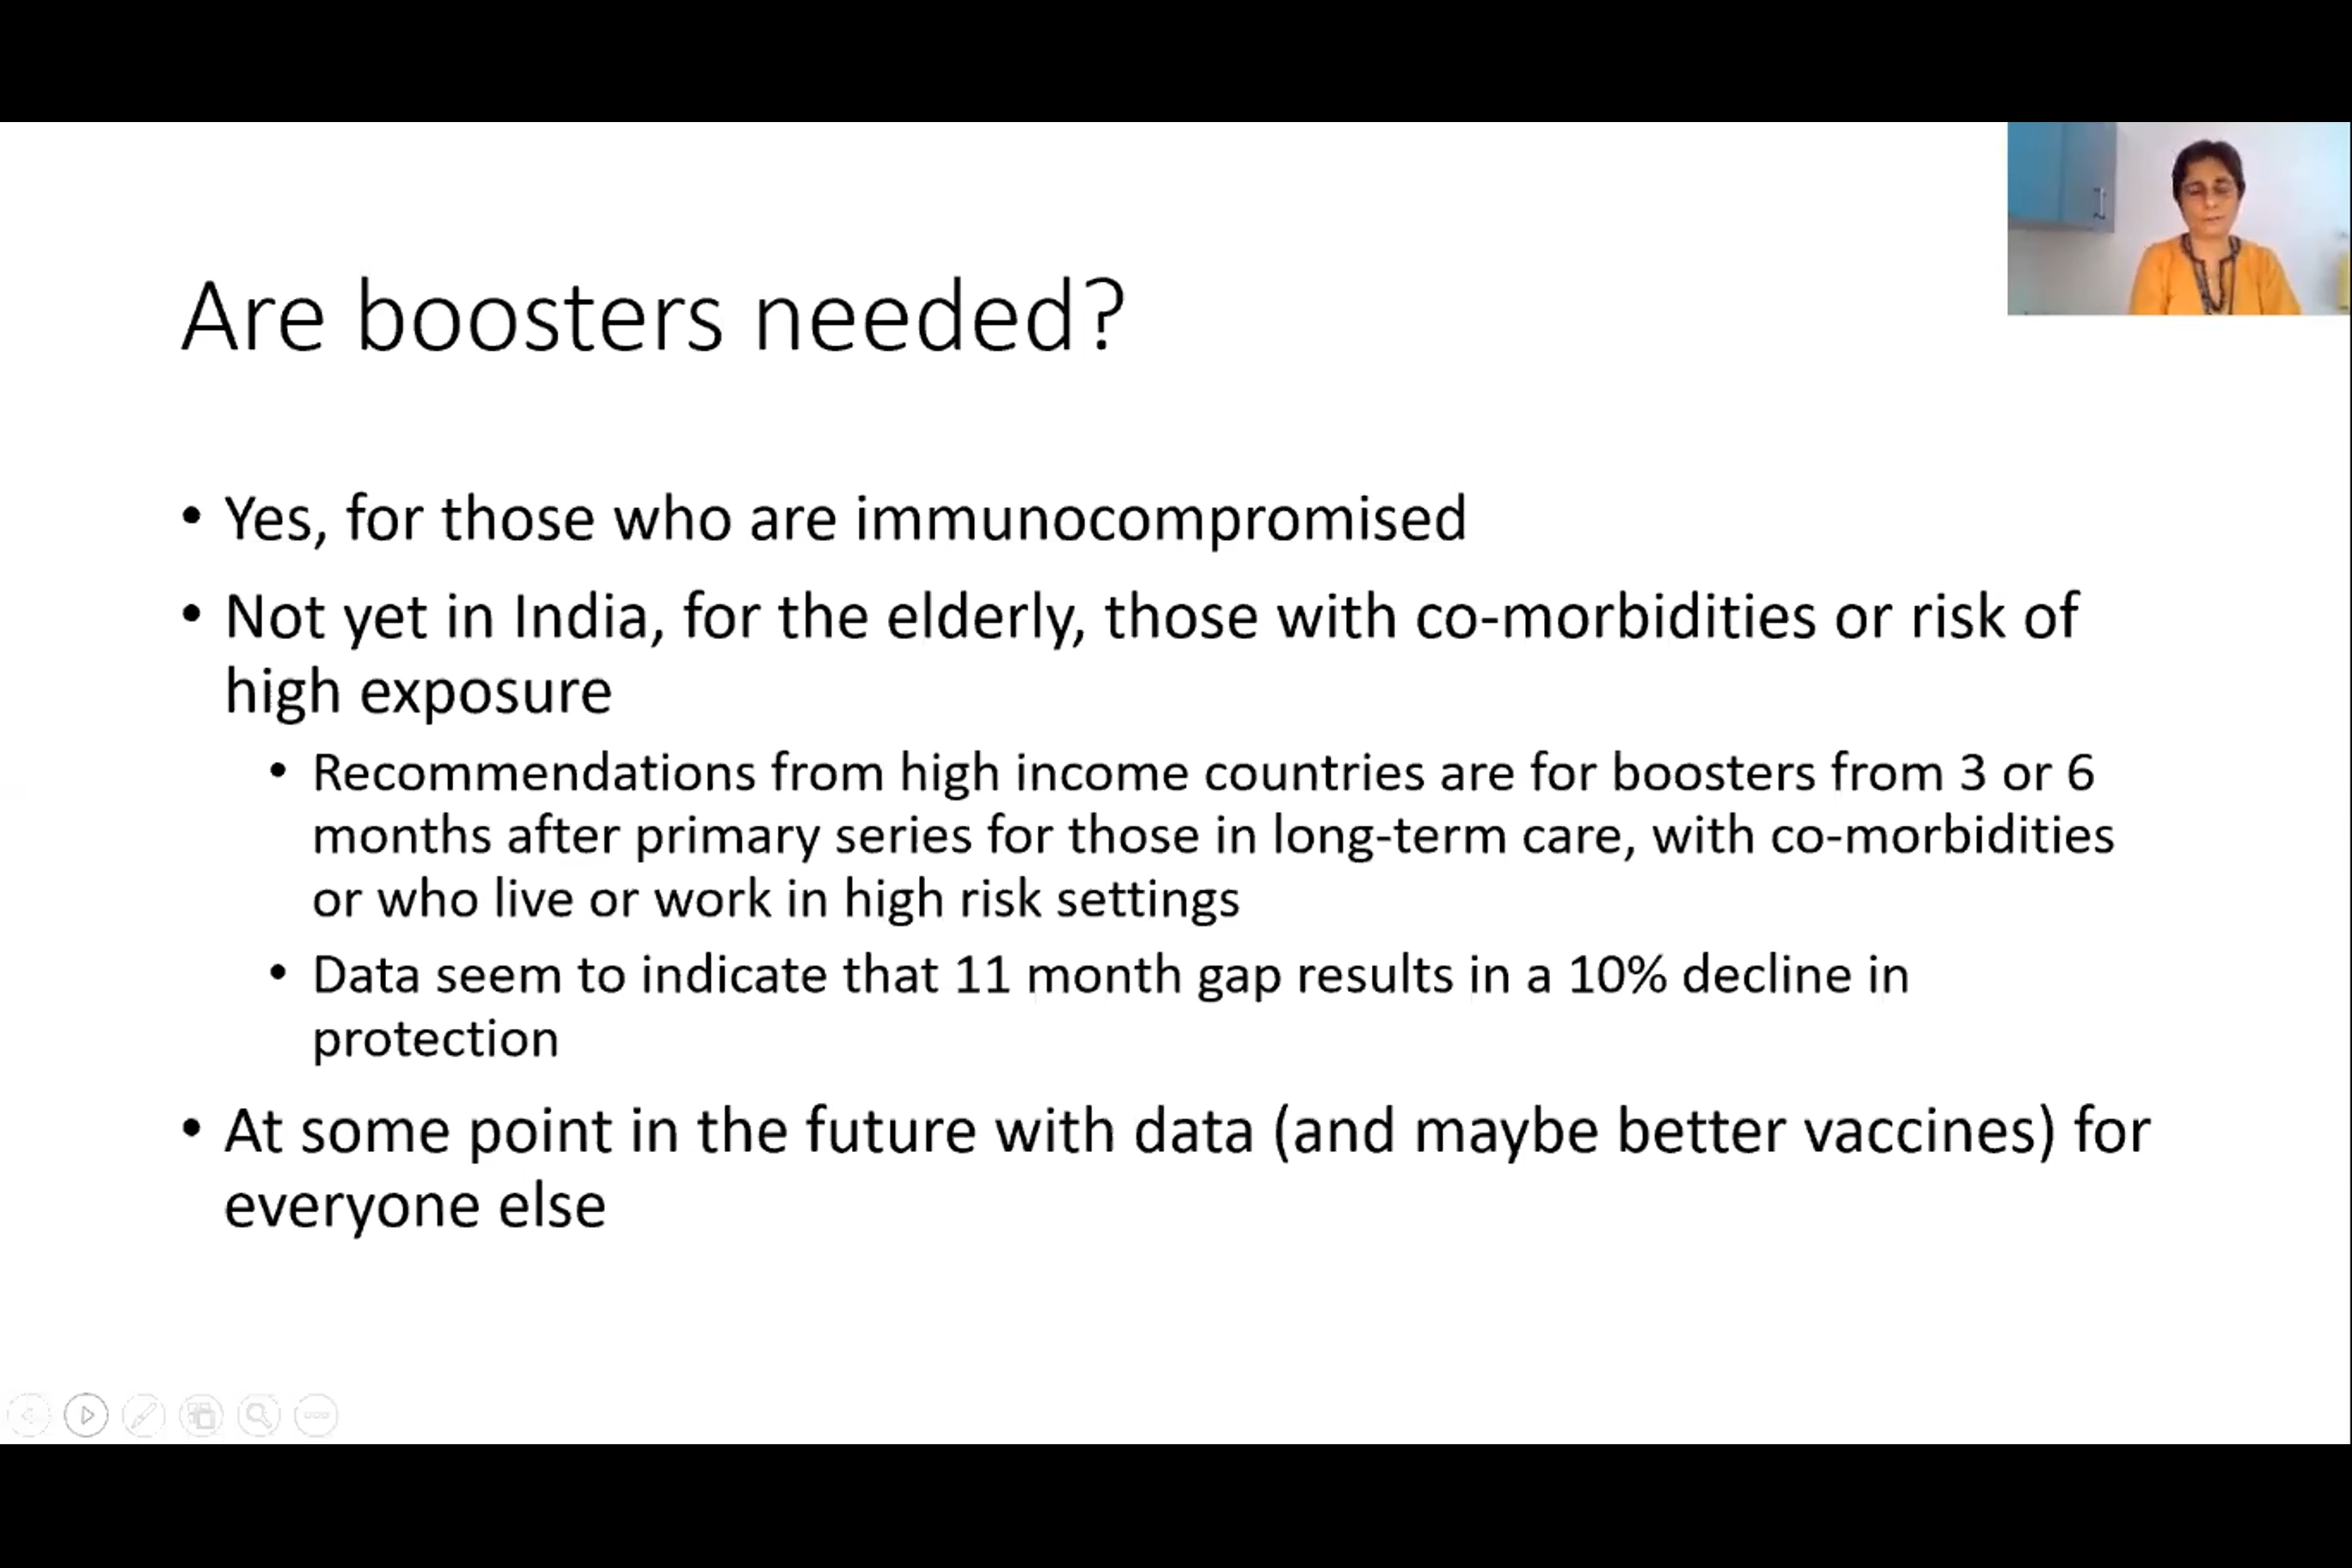 Are boosters needed?
• Yes, for those who are immunocompromised
• Not yet in India, for the elderly, those with co-morbidities or risk of
high exposure
• Recommendations from high income countries are for boosters from 3 or 6
months after primary series for those in long-term care, with co-morbidities
or who live or work in high risk settings
• Data seem to indicate that 11 month gap results in a 10% decline in
protection
• At some point in the future with data (and maybe better vaccines) for
everyone else